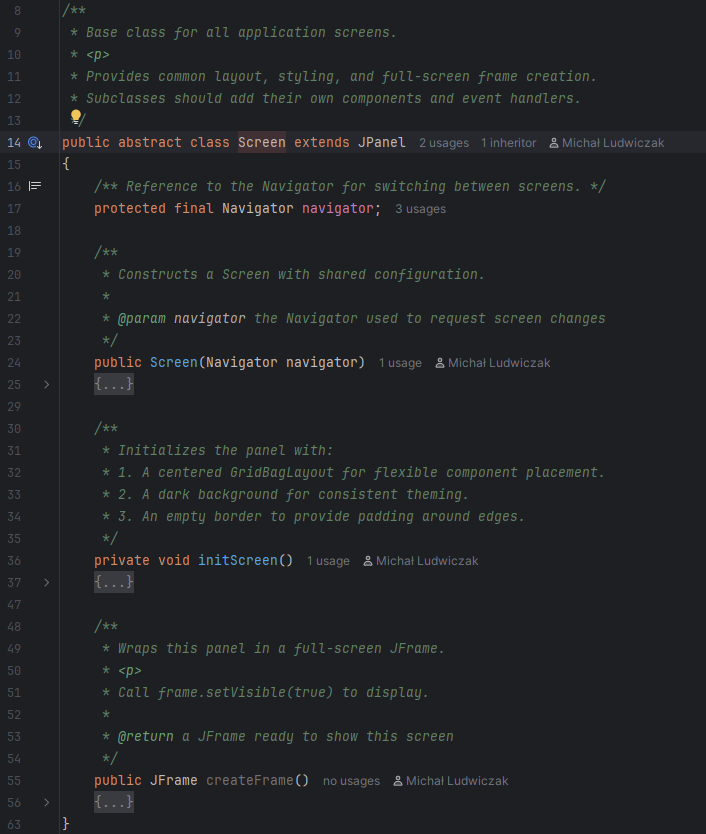 8 /**
9 * Base class for all application screens.
10 * <p>
11 * Provides common layout, styling, and full-screen frame creation.
12 * Subclasses should add their own components and event handlers.
13 */
14 public abstract class Screen extends JPanel 2 usages 1 inheritor Michał Ludwiczak
15 {
16 /** Reference to the Navigator for switching between screens. */
17 protected final Navigator navigator; 3 usages
18
19 /**
20 * Constructs a Screen with shared configuration.
21 *
22 * @param navigator the Navigator used to request screen changes
23 */
24 public Screen(Navigator navigator) 1 usage Michał Ludwiczak
25 {...}
29
30 /**
31 * Initializes the panel with:
32 * 1. A centered GridBagLayout for flexible component placement.
33 * 2. A dark background for consistent theming.
34 * 3. An empty border to provide padding around edges.
35 */
36 private void initScreen() 1 usage Michał Ludwiczak
37 {...}
47
48 /**
49 * Wraps this panel in a full-screen JFrame.
50 * <p>
51 * Call frame.setVisible(true) to display.
52 *
53 * @return a JFrame ready to show this screen
54 */
55 public JFrame createFrame() no usages Michał Ludwiczak
56 {...}
63 }